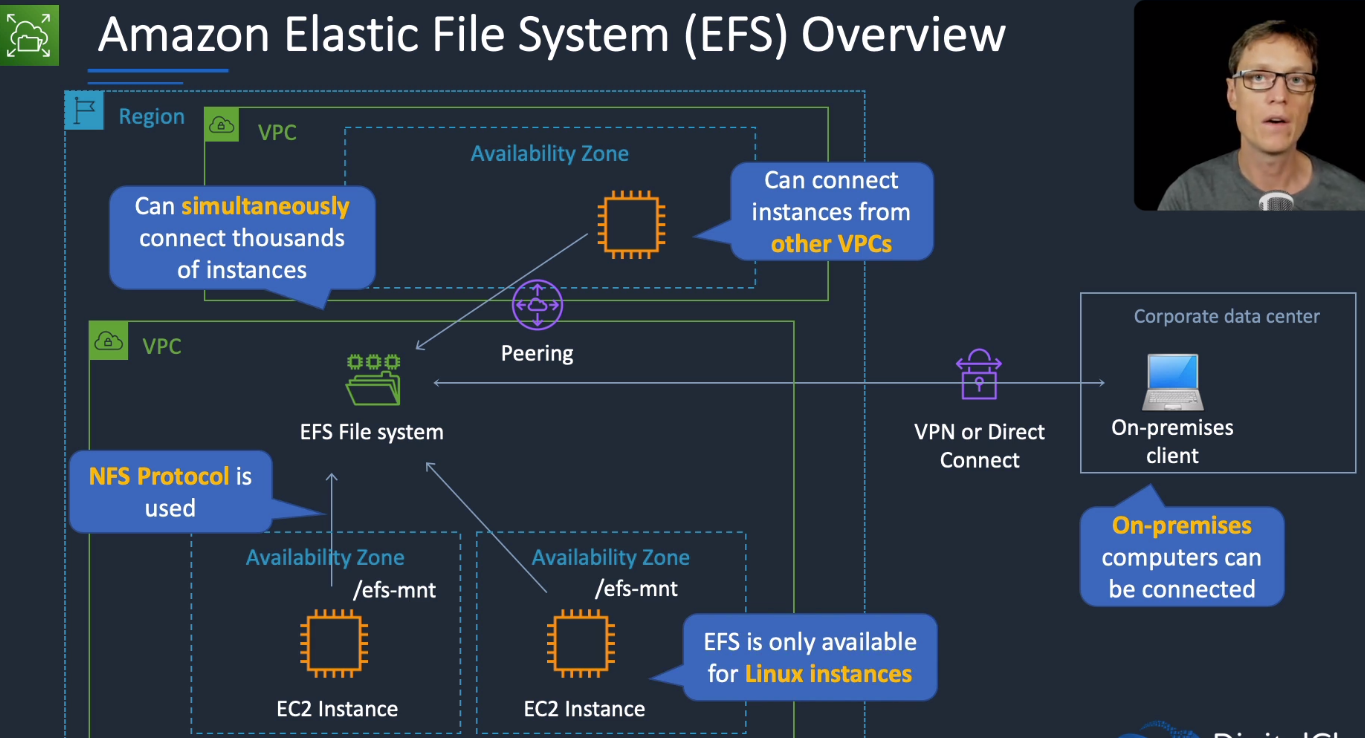 Amazon Elastic File System (EFS) Overview
Region
VPC
Availability Zone
Can simultaneously
connect thousands
of instances
Can connect
instances from
other VPCs
Peering
VPC
EFS File system
VPN or Direct
Connect
Corporate data center
On-premises
client
NFS Protocol is
used
On-premises
computers can
be connected
Availability Zone
/efs-mnt
EC2 Instance
Availability Zone
/efs-mnt
EC2 Instance
EFS is only available
for Linux instances